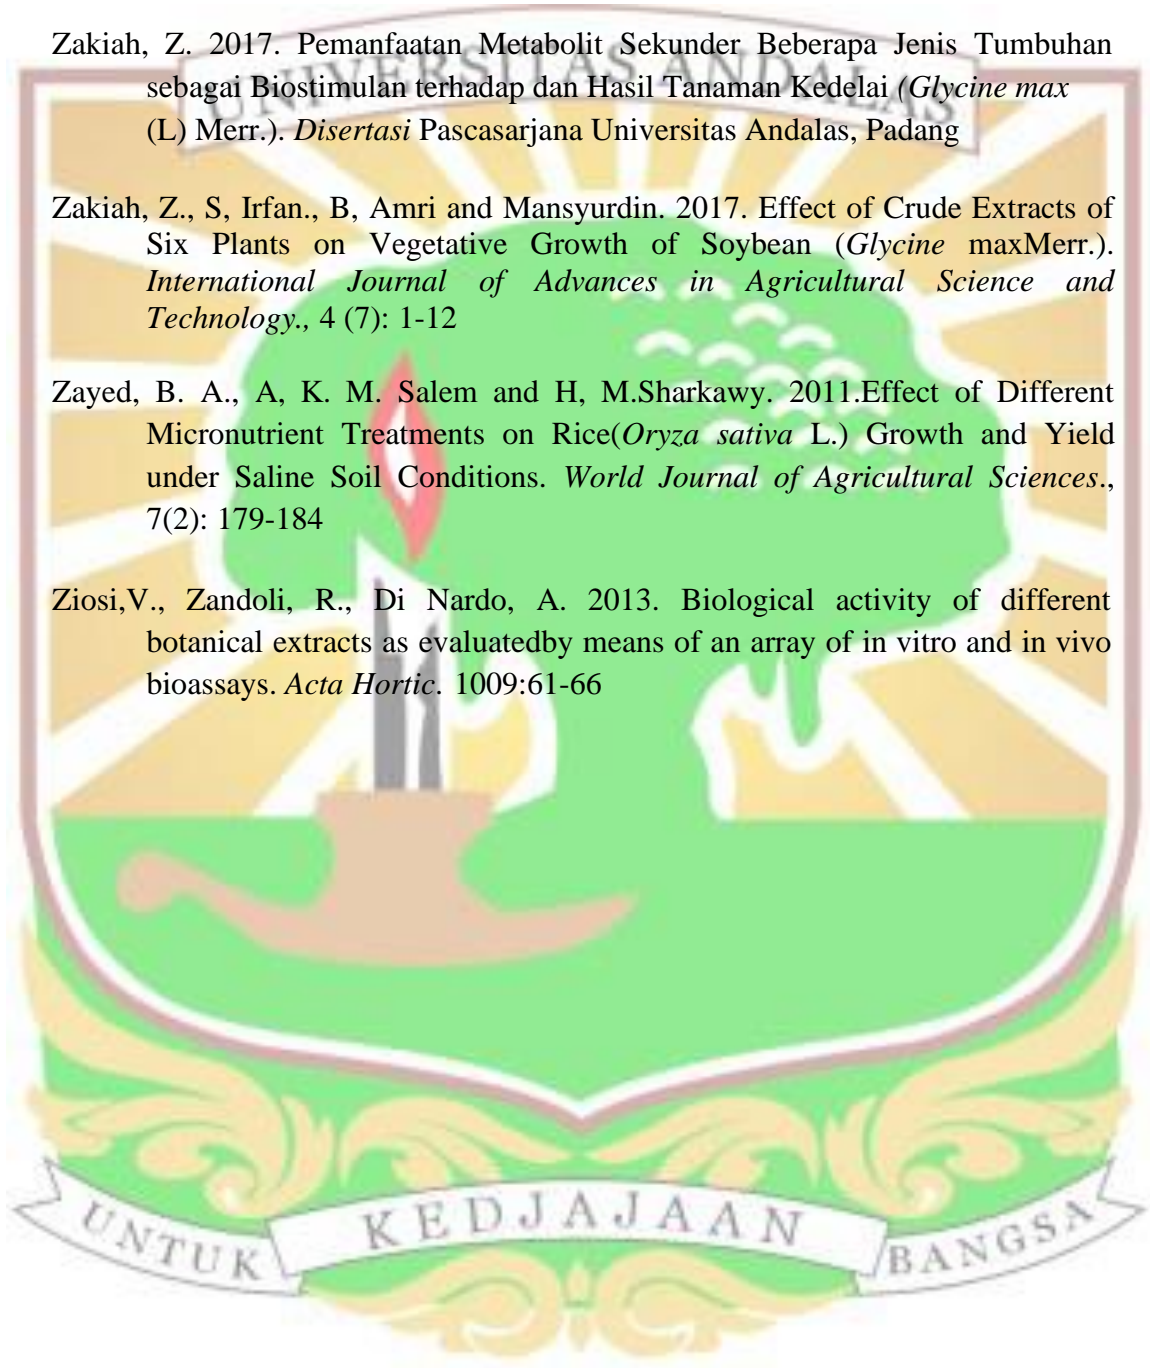 Zakiah, Z. 2017. Pemanfaatan Metabolit Sekunder Beberapa Jenis Tumbuhan
UNIVERSITAS ANDALAS
sebagai Biostimulan terhadap dan Hasil Tanaman Kedelai (Glycine max
(L) Merr.). Disertasi Pascasarjana Universitas Andalas, Padang
Zakiah, Z., S, Irfan., B, Amri and Mansyurdin. 2017. Effect of Crude Extracts of
Six Plants on Vegetative Growth of Soybean (Glycine maxMerr.).
International Journal of Advances in Agricultural Science and
Technology., 4 (7): 1-12
Zayed, B. A., A, K. M. Salem and H, M.Sharkawy. 2011.Effect of Different
Micronutrient Treatments on Rice(Oryza sativa L.) Growth and Yield
under Saline Soil Conditions. World Journal of Agricultural Sciences.,
7(2): 179-184
Ziosi,V., Zandoli, R., Di Nardo, A. 2013. Biological activity of different
botanical extracts as evaluatedby means of an array of in vitro and in vivo
bioassays. Acta Hortic. 1009:61-66
UNTUK KEDJAJAAN BANGSA